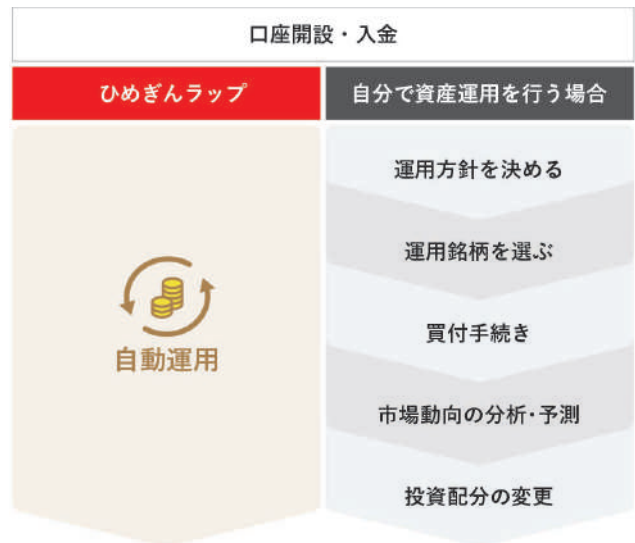 口座開設・入金
ひめぎんラップ
自分で資産運用を行う場合
自動運用
運用方針を決める
運用銘柄を選ぶ
買付手続き
市場動向の分析・予測
投資配分の変更